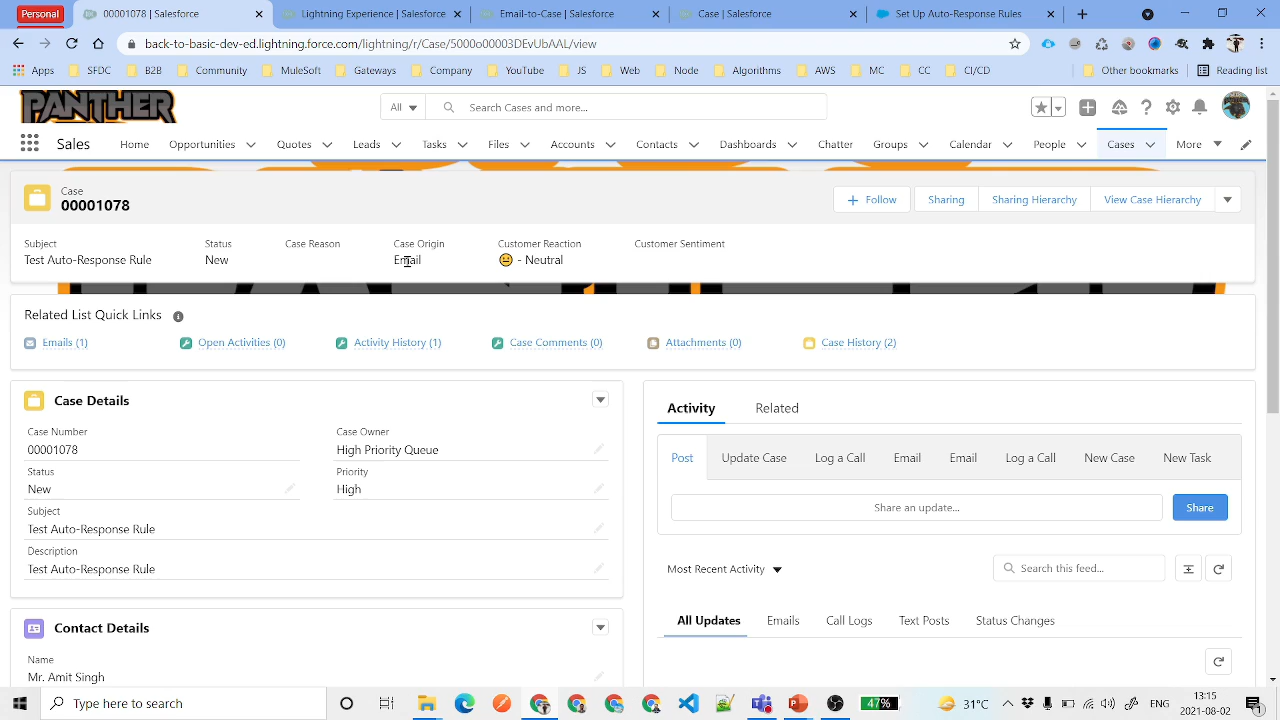 Personal
00001078 | Salesforce
Lightning Experience | Salesforce
Email-to-Case | Salesforce
Cases | Salesforce
Set Up Auto-Response Rules
back-to-basic-dev-ed.lightning.force.com/lightning/r/Case/5000o00003DEvUbAAL/view
Apps SFDC B2B Community MuleSoft Gateways Company YouTube JS Web Node Algorithms AWS Mac CC CI/CD Other bookmarks Reading list
PANTHER
All Search Cases and more...
Sales Home Opportunities Quotes Leads Tasks Files Accounts Contacts Dashboards Chatter Groups Calendar People Cases More
Case
00001078
Follow Sharing Sharing Hierarchy View Case Hierarchy
Subject Status Case Reason Case Origin Customer Reaction Customer Sentiment
Test Auto-Response Rule New Email - Neutral
Related List Quick Links
Emails (1) Open Activities (0) Activity History (1) Case Comments (0) Attachments (0) Case History (2)
Case Details
Case Number Case Owner
00001078 High Priority Queue
Status Priority
New High
Subject
Test Auto-Response Rule
Description
Test Auto-Response Rule
Contact Details
Name
Mr. Amit Singh
Activity Related
Post Update Case Log a Call Email Email Log a Call New Case New Task
Share an update... Share
Most Recent Activity Search this feed...
All Updates Emails Call Logs Text Posts Status Changes
Type here to search
47%
31°C
13:15
2021-08-02